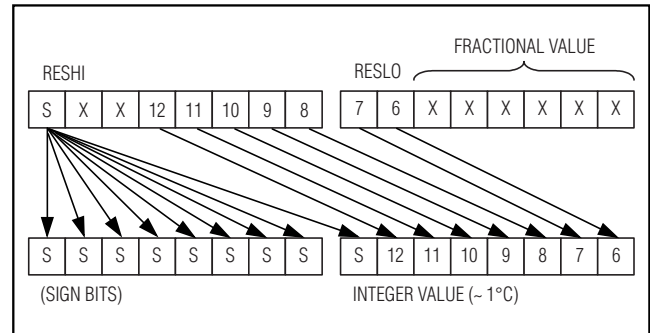 FRACTIONAL VALUE
RESHI RESLO
S X X 12 11 10 9 8 7 6 X X X X X X
S S S S S S S S S 12 11 10 9 8 7 6
(SIGN BITS) INTEGER VALUE (~ 1°C)